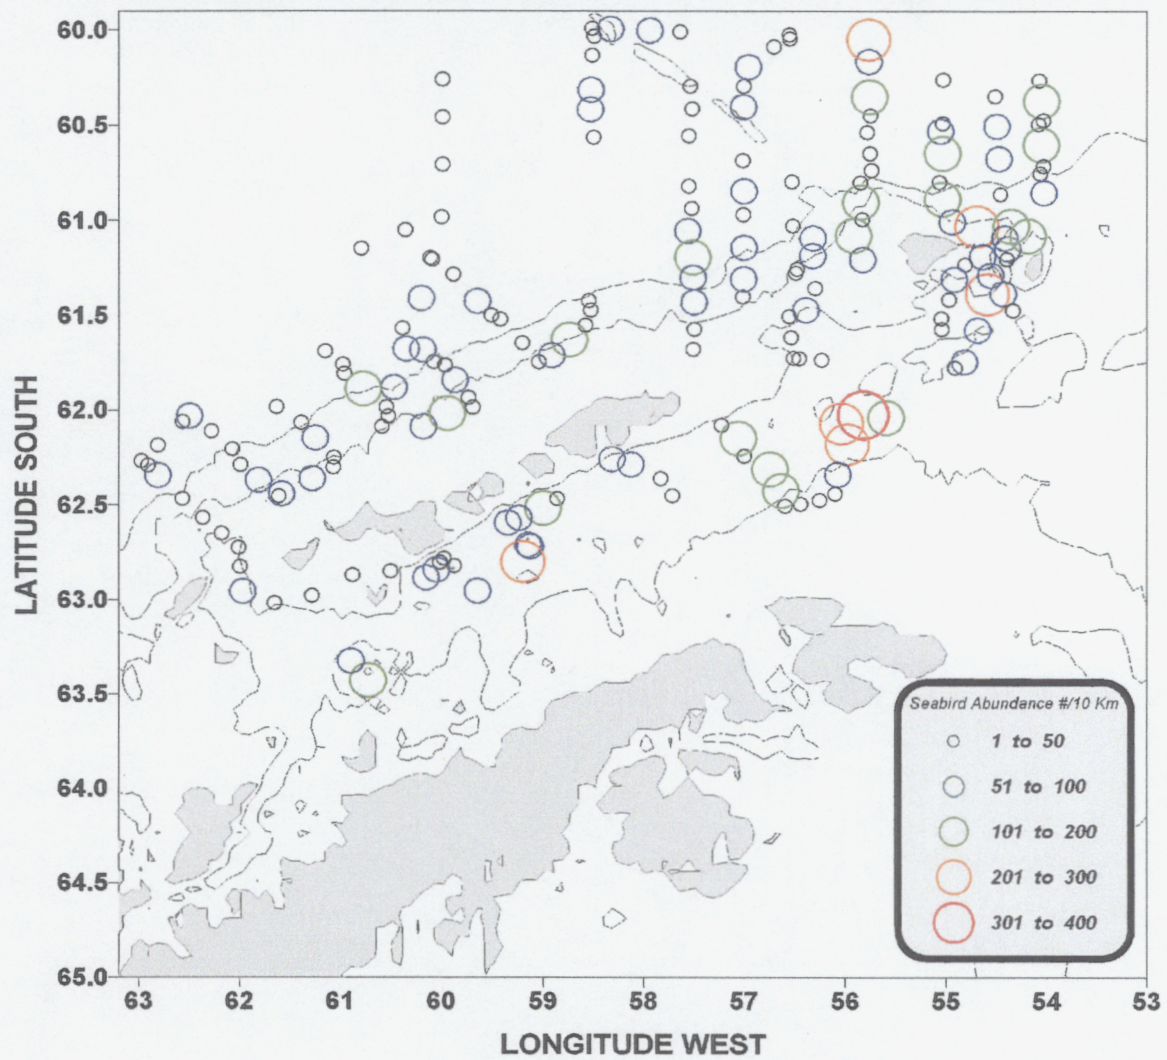 60.0
60.5
61.0
61.5
62.0
62.5
63.0
63.5
64.0
64.5
65.0
LATITUDE SOUTH
63 62 61 60 59 58 57 56 55 54 53
LONGITUDE WEST
Seabird Abundance #/10 Km
1 to 50
51 to 100
101 to 200
201 to 300
301 to 400